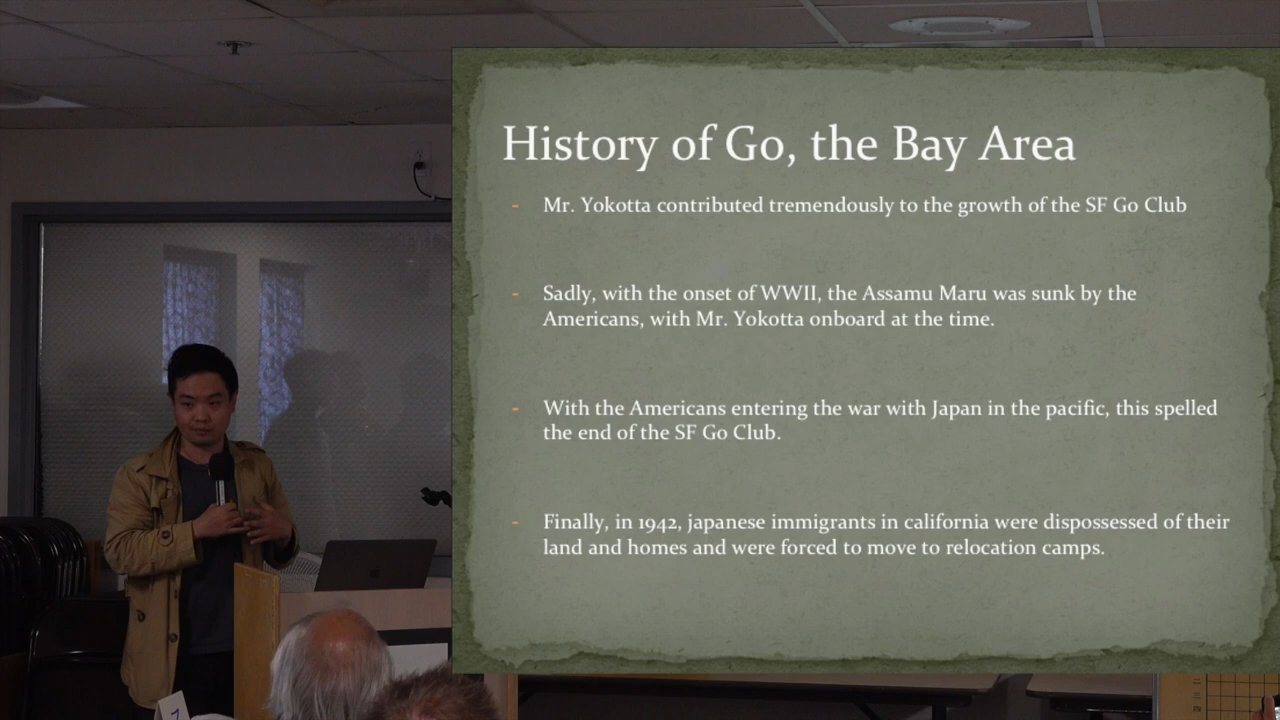 History of Go, the Bay Area
- Mr. Yokotta contributed tremendously to the growth of the SF Go Club
- Sadly, with the onset of WWII, the Assamu Maru was sunk by the
Americans, with Mr. Yokotta onboard at the time.
- With the Americans entering the war with Japan in the pacific, this spelled
the end of the SF Go Club.
- Finally, in 1942, japanese immigrants in california were dispossessed of their
land and homes and were forced to move to relocation camps.